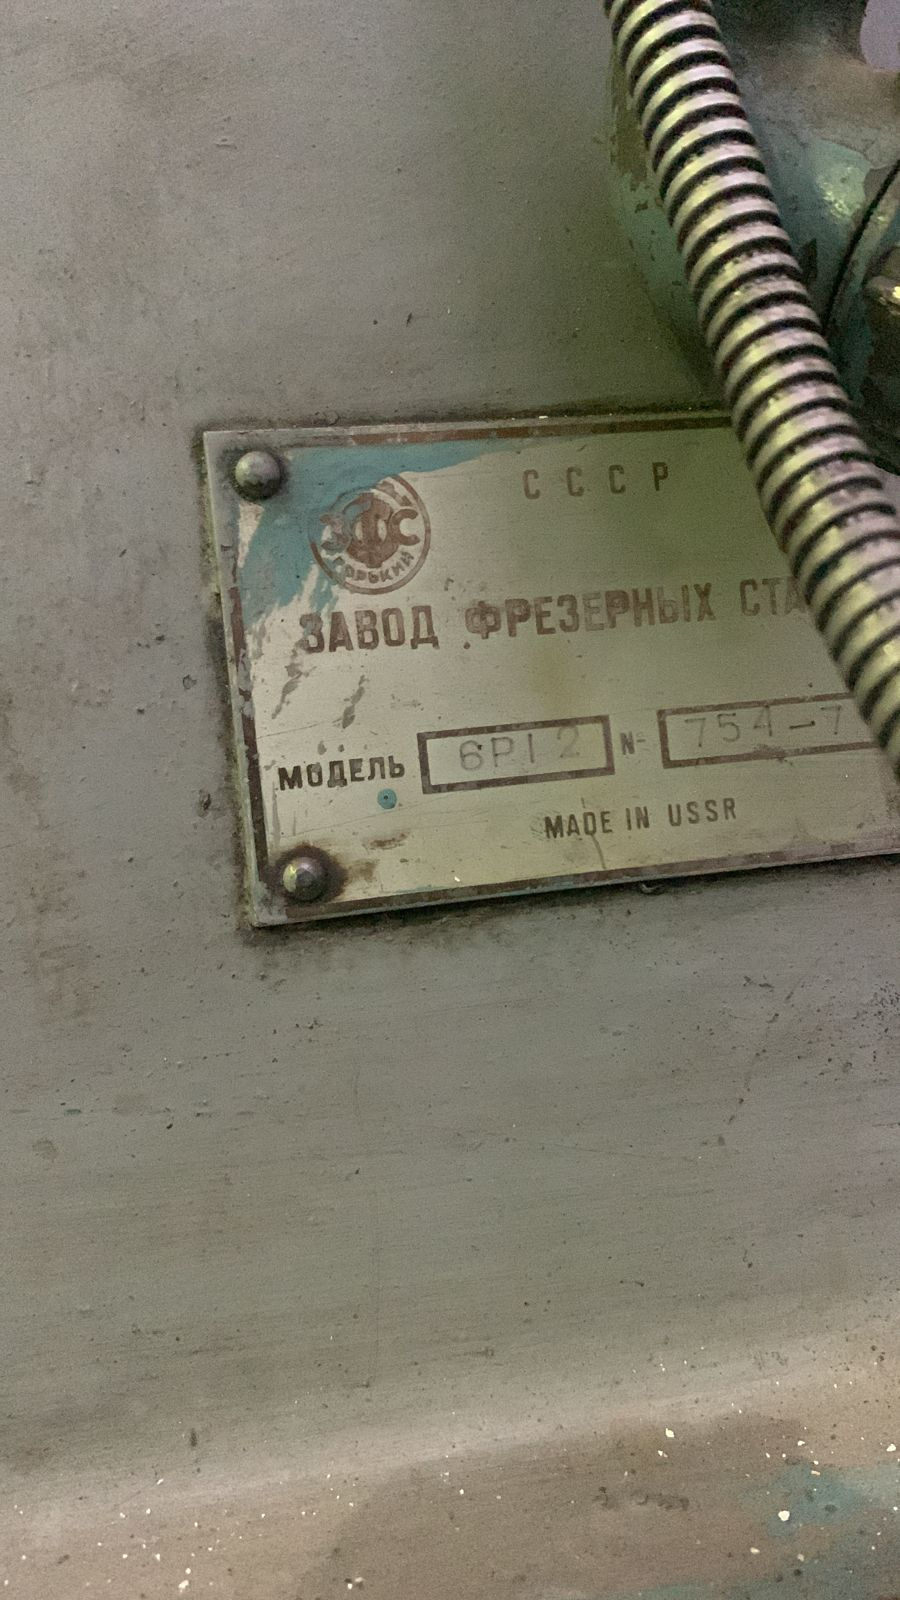 СССР
ЗФС
ГОРЬКИЙ
ЗАВОД ФРЕЗЕРНЫХ СТА
МОДЕЛЬ 6Р12 № 754-7
MADE IN USSR